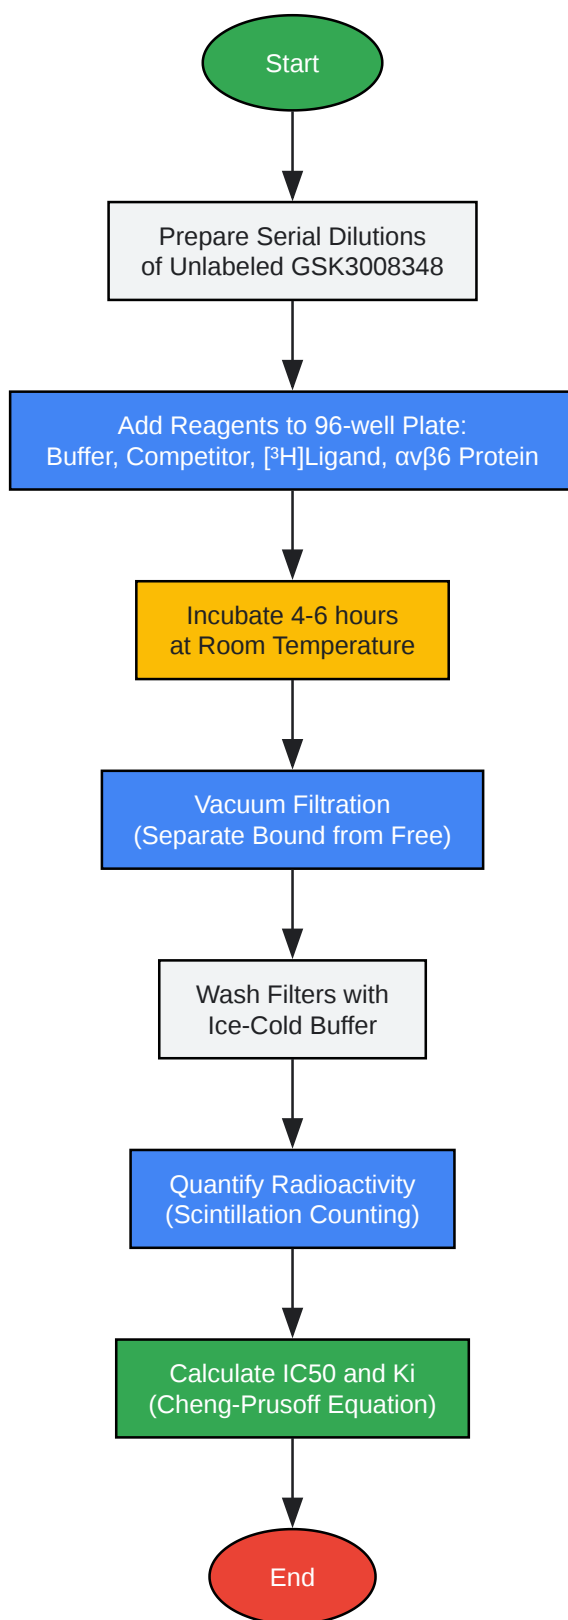 Start
Prepare Serial Dilutions
of Unlabeled GSK3008348
Add Reagents to 96-well Plate:
Buffer, Competitor, [³H]Ligand, αvβ6 Protein
Incubate 4-6 hours
at Room Temperature
Vacuum Filtration
(Separate Bound from Free)
Wash Filters with
Ice-Cold Buffer
Quantify Radioactivity
(Scintillation Counting)
Calculate IC50 and Ki
(Cheng-Prusoff Equation)
End